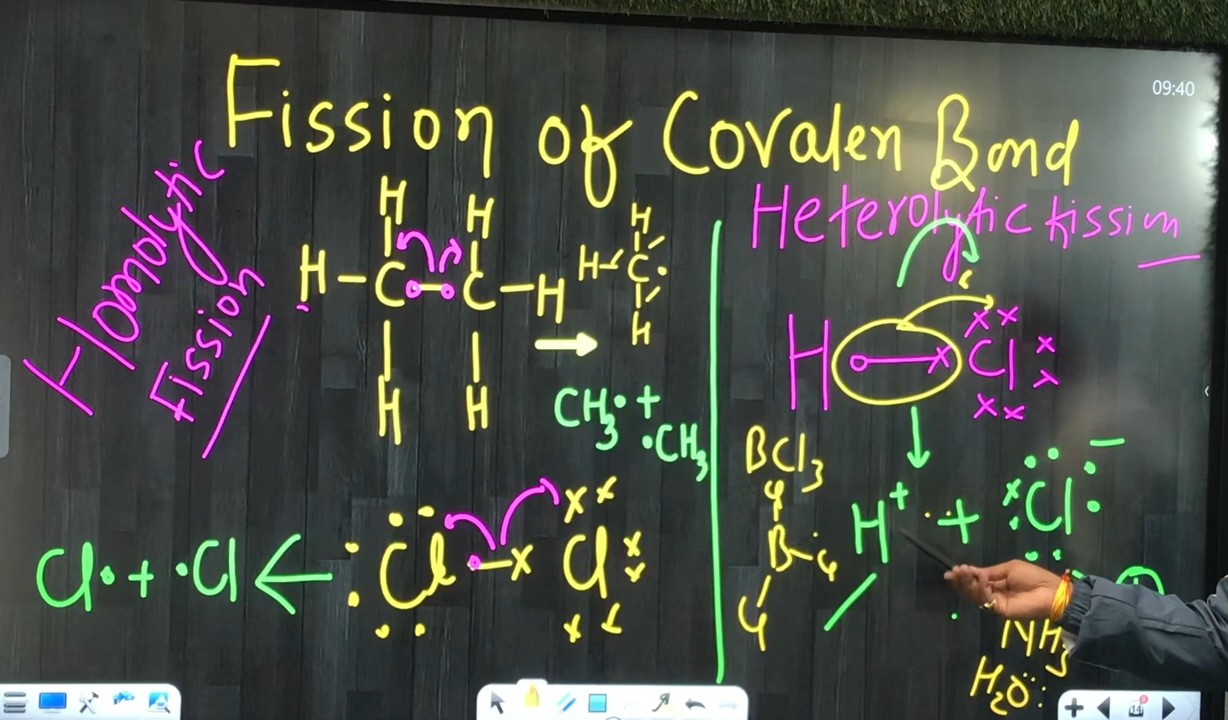 09:40
Fission of Covalen Bond
Homolytic
Fission
H H
H – C – C – H
H H
H
H – C ·
H
CH₃· + ·CH₃
Cl· + ·Cl ← Cl – x Cl
Heterolytic fission
H Cl
H⁺ + Cl⁻
BCl₃
NH₃
H₂O